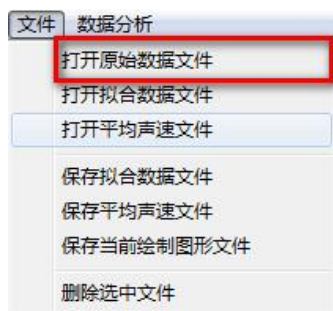 文件 数据分析
打开原始数据文件
打开拟合数据文件
打开平均声速文件
保存拟合数据文件
保存平均声速文件
保存当前绘制图形文件
删除选中文件